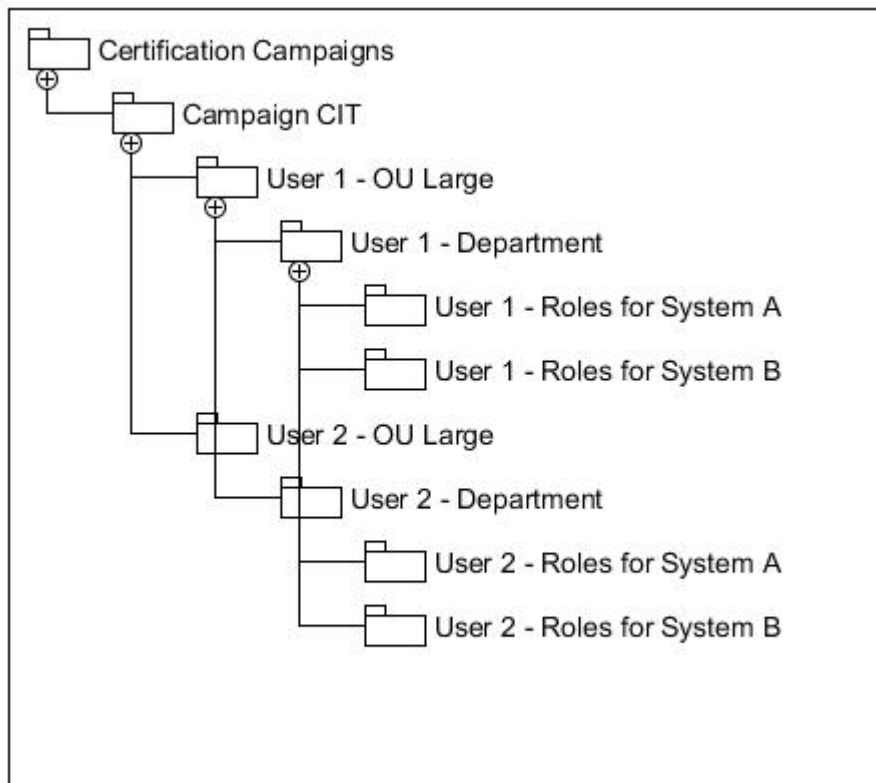 Certification Campaigns
Campaign CIT
User 1 - OU Large
User 1 - Department
User 1 - Roles for System A
User 1 - Roles for System B
User 2 - OU Large
User 2 - Department
User 2 - Roles for System A
User 2 - Roles for System B